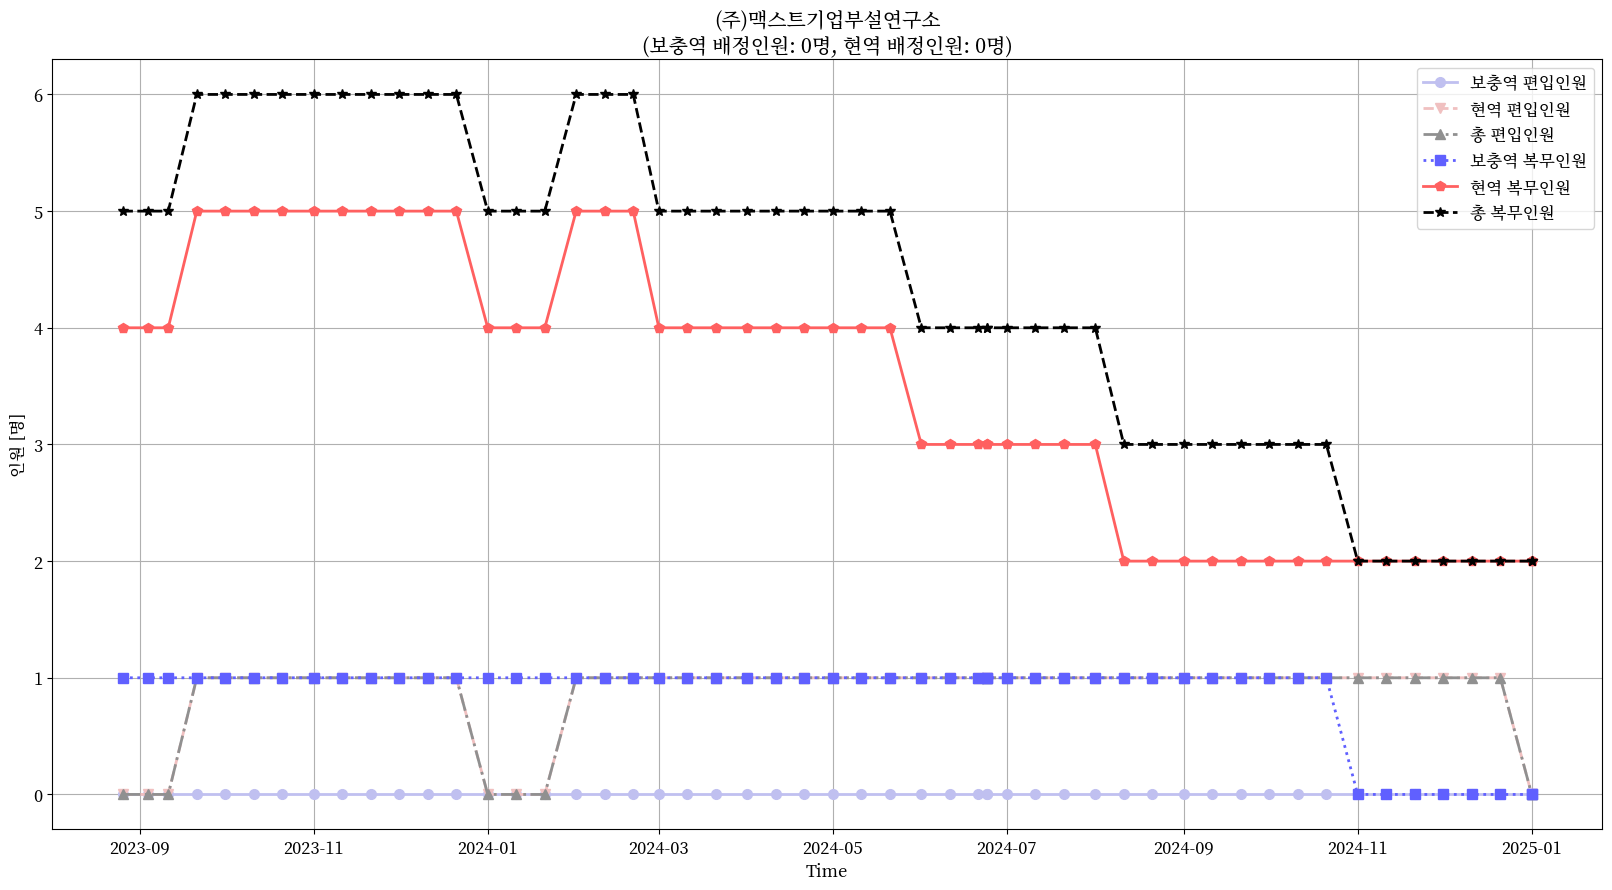 (주)맥스트기업부설연구소
(보충역 배정인원: 0명, 현역 배정인원: 0명)
보충역 편입인원
현역 편입인원
총 편입인원
보충역 복무인원
현역 복무인원
총 복무인원
인원 [명]
6
5
4
3
2
1
0
2023-09
2023-11
2024-01
2024-03
2024-05
2024-07
2024-09
2024-11
2025-01
Time